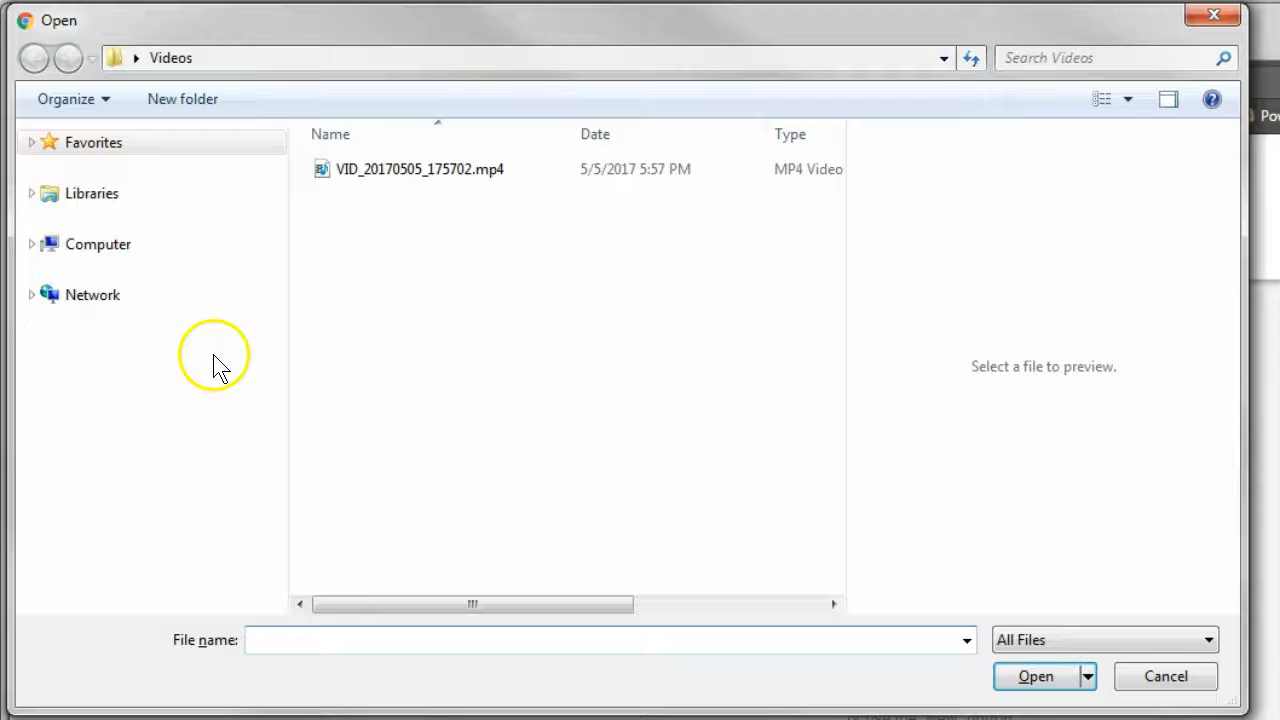 Open
Videos
Search Videos
Organize
New folder
Name
Date
Type
Favorites
VID_20170505_175702.mp4
5/5/2017 5:57 PM
MP4 Video
Libraries
Computer
Network
Select a file to preview.
File name:
All Files
Open
Cancel